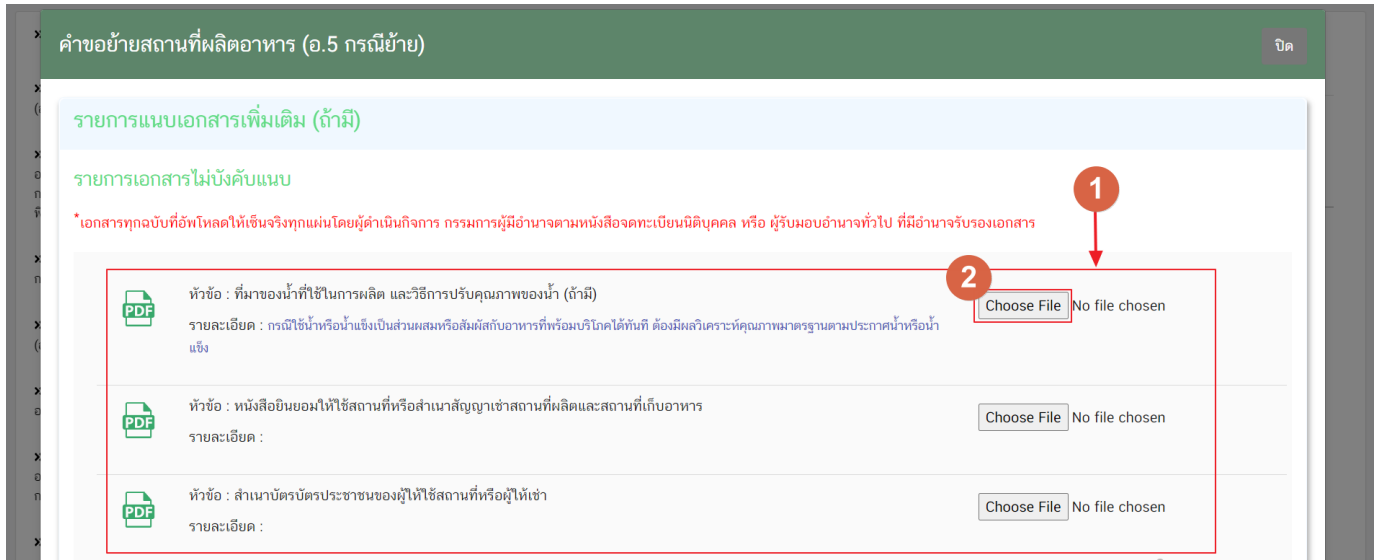 คำขอย้ายสถานที่ผลิตอาหาร (อ.5 กรณีย้าย)
ปิด
รายการแนบเอกสารเพิ่มเติม (ถ้ามี)
รายการเอกสารไม่บังคับแนบ
1
*เอกสารทุกฉบับที่อัพโหลดให้เซ็นจริงทุกแผ่นโดยผู้ดำเนินกิจการ กรรมการผู้มีอำนาจตามหนังสือจดทะเบียนนิติบุคคล หรือ ผู้รับมอบอำนาจทั่วไป ที่มีอำนาจรับรองเอกสาร
2
PDF
หัวข้อ : ที่มาของน้ำที่ใช้ในการผลิต และวิธีการปรับคุณภาพของน้ำ (ถ้ามี)
Choose File No file chosen
รายละเอียด : กรณีใช้น้ำหรือน้ำแข็งเป็นส่วนผสมหรือสัมผัสกับอาหารที่พร้อมบริโภคได้ทันที ต้องมีผลวิเคราะห์คุณภาพมาตรฐานตามประกาศน้ำหรือน้ำ
แข็ง
PDF
หัวข้อ : หนังสือยินยอมให้ใช้สถานที่หรือสำเนาสัญญาเช่าสถานที่ผลิตและสถานที่เก็บอาหาร
Choose File No file chosen
รายละเอียด :
PDF
หัวข้อ : สำเนาบัตรบัตรประชาชนของผู้ให้ใช้สถานที่หรือผู้ให้เช่า
Choose File No file chosen
รายละเอียด :